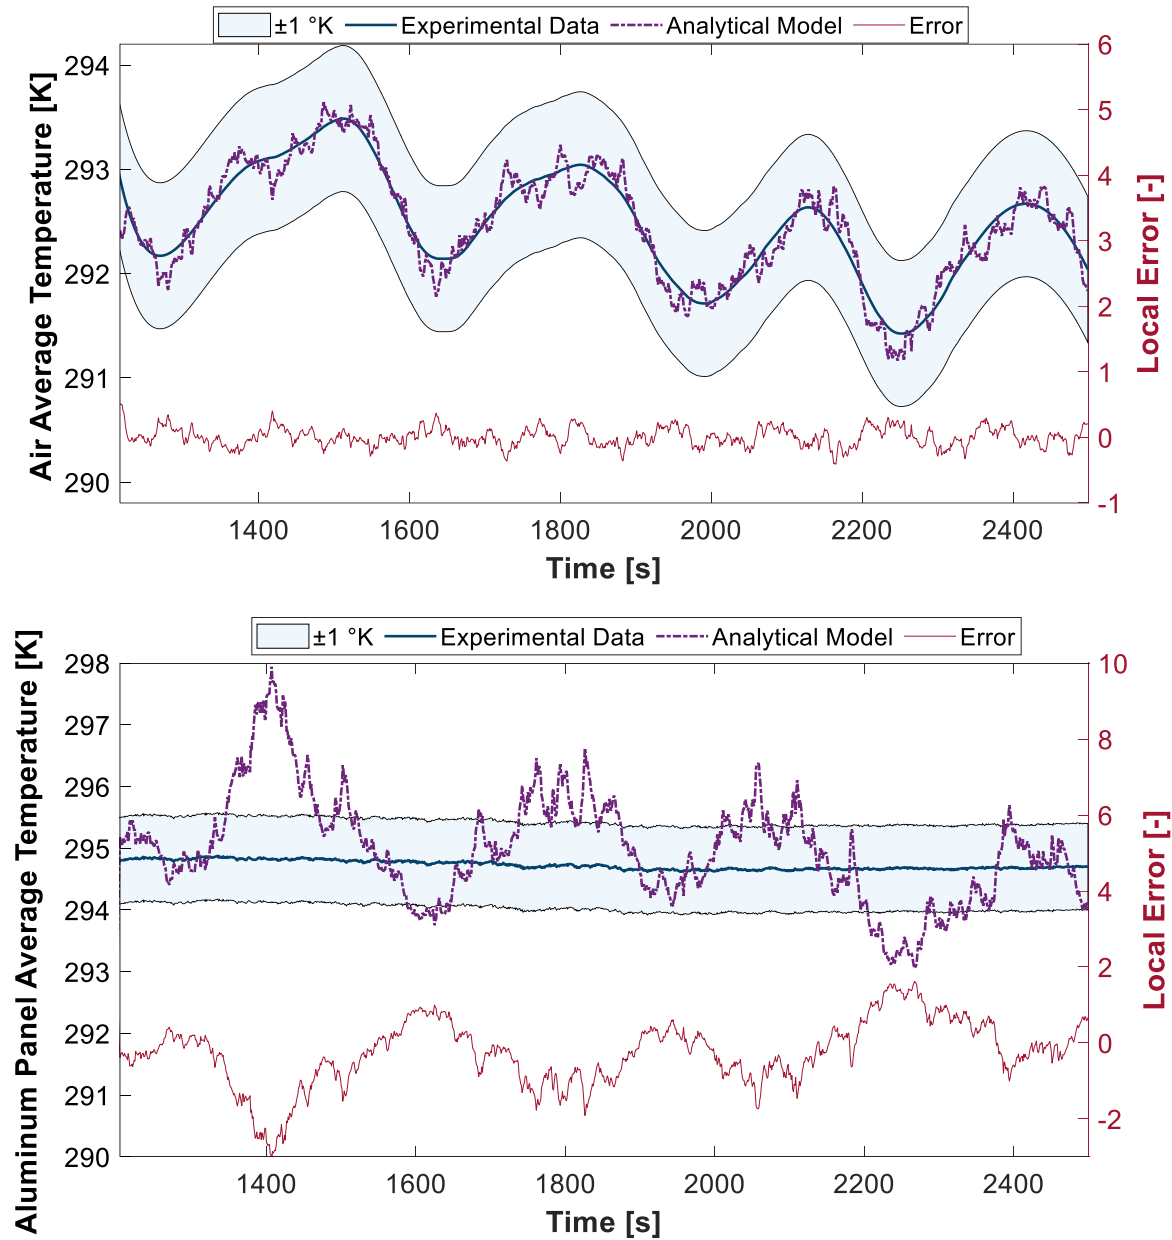 ±1 °K Experimental Data Analytical Model Error
Air Average Temperature [K]
294
293
292
291
290
6
5
4
3
2
1
0
-1
Local Error [-]
1400 1600 1800 2000 2200 2400
Time [s]
±1 °K Experimental Data Analytical Model Error
Aluminum Panel Average Temperature [K]
298
297
296
295
294
293
292
291
290
10
8
6
4
2
0
-2
Local Error [-]
1400 1600 1800 2000 2200 2400
Time [s]